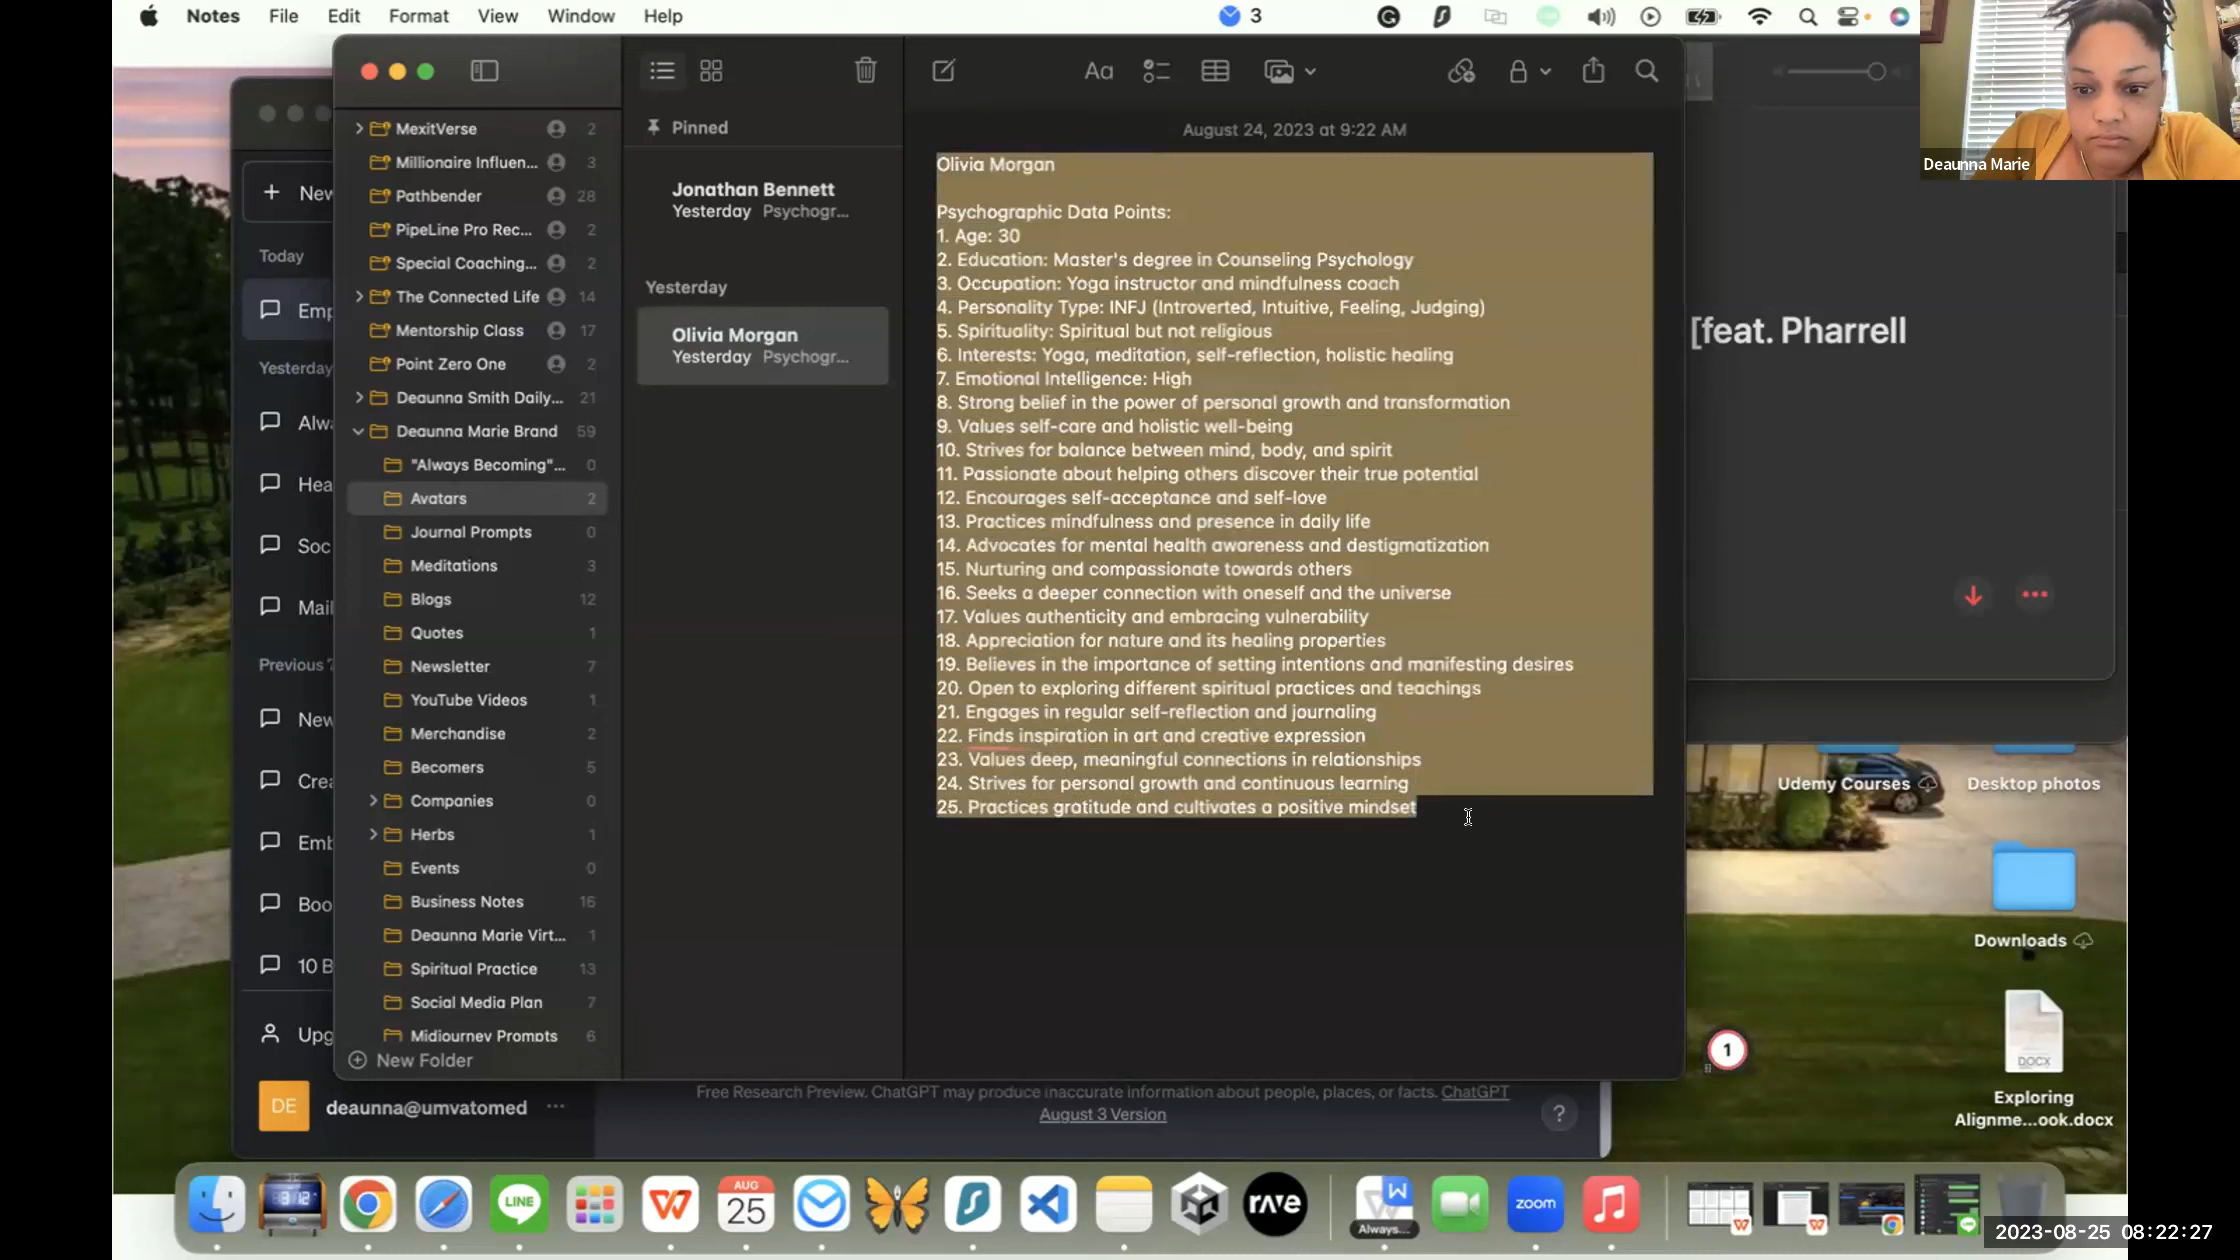 Notes File Edit Format View Window Help
3
Deaunna Marie
New
Today
Emp
Yesterday
Alwa
Hea
Soc
Mail
Previous 7
New
Crea
Emb
Boo
10 B
Upg
DE
deaunna@umvatomed
MexitVerse 2
Millionaire Influen... 3
Pathbender 28
PipeLine Pro Rec... 2
Special Coaching... 2
The Connected Life 14
Mentorship Class 17
Point Zero One 2
Deaunna Smith Daily... 21
Deaunna Marie Brand 59
"Always Becoming"... 0
Avatars 2
Journal Prompts 0
Meditations 3
Blogs 12
Quotes 1
Newsletter 7
YouTube Videos 1
Merchandise 2
Becomers 5
Companies 0
Herbs 1
Events 0
Business Notes 16
Deaunna Marie Virt... 1
Spiritual Practice 13
Social Media Plan 7
Midjourney Prompts 6
New Folder
Pinned
Jonathan Bennett
Yesterday Psychogr...
Yesterday
Olivia Morgan
Yesterday Psychogr...
Aa
August 24, 2023 at 9:22 AM
Olivia Morgan
Psychographic Data Points:
1. Age: 30
2. Education: Master's degree in Counseling Psychology
3. Occupation: Yoga instructor and mindfulness coach
4. Personality Type: INFJ (Introverted, Intuitive, Feeling, Judging)
5. Spirituality: Spiritual but not religious
6. Interests: Yoga, meditation, self-reflection, holistic healing
7. Emotional Intelligence: High
8. Strong belief in the power of personal growth and transformation
9. Values self-care and holistic well-being
10. Strives for balance between mind, body, and spirit
11. Passionate about helping others discover their true potential
12. Encourages self-acceptance and self-love
13. Practices mindfulness and presence in daily life
14. Advocates for mental health awareness and destigmatization
15. Nurturing and compassionate towards others
16. Seeks a deeper connection with oneself and the universe
17. Values authenticity and embracing vulnerability
18. Appreciation for nature and its healing properties
19. Believes in the importance of setting intentions and manifesting desires
20. Open to exploring different spiritual practices and teachings
21. Engages in regular self-reflection and journaling
22. Finds inspiration in art and creative expression
23. Values deep, meaningful connections in relationships
24. Strives for personal growth and continuous learning
25. Practices gratitude and cultivates a positive mindset
[feat. Pharrell
Udemy Courses
Desktop photos
Downloads
1
DOCX
Exploring
Alignme...ook.docx
Free Research Preview. ChatGPT may produce inaccurate information about people, places, or facts. ChatGPT
August 3 Version
?
LINE
AUG
25
rave
W
Always...
zoom
2023-08-25 08:22:27